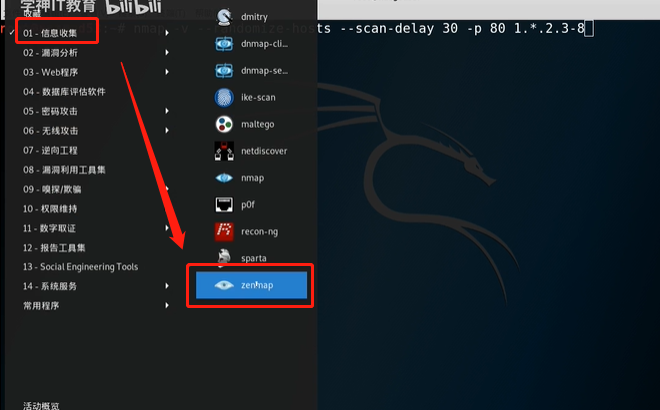 学神IT教育 bilibili
收藏
01 - 信息收集
02 - 漏洞分析
03 - Web程序
04 - 数据库评估软件
05 - 密码攻击
06 - 无线攻击
07 - 逆向工程
08 - 漏洞利用工具集
09 - 嗅探/欺骗
10 - 权限维持
11 - 数字取证
12 - 报告工具集
13 - Social Engineering Tools
14 - 系统服务
常用程序
活动概览
dmitry
dnmap-cli...
dnmap-se...
ike-scan
maltego
netdiscover
nmap
p0f
recon-ng
sparta
zenmap
# nmap -v --randomize-hosts --scan-delay 30 -p 80 1.*.2.3-8